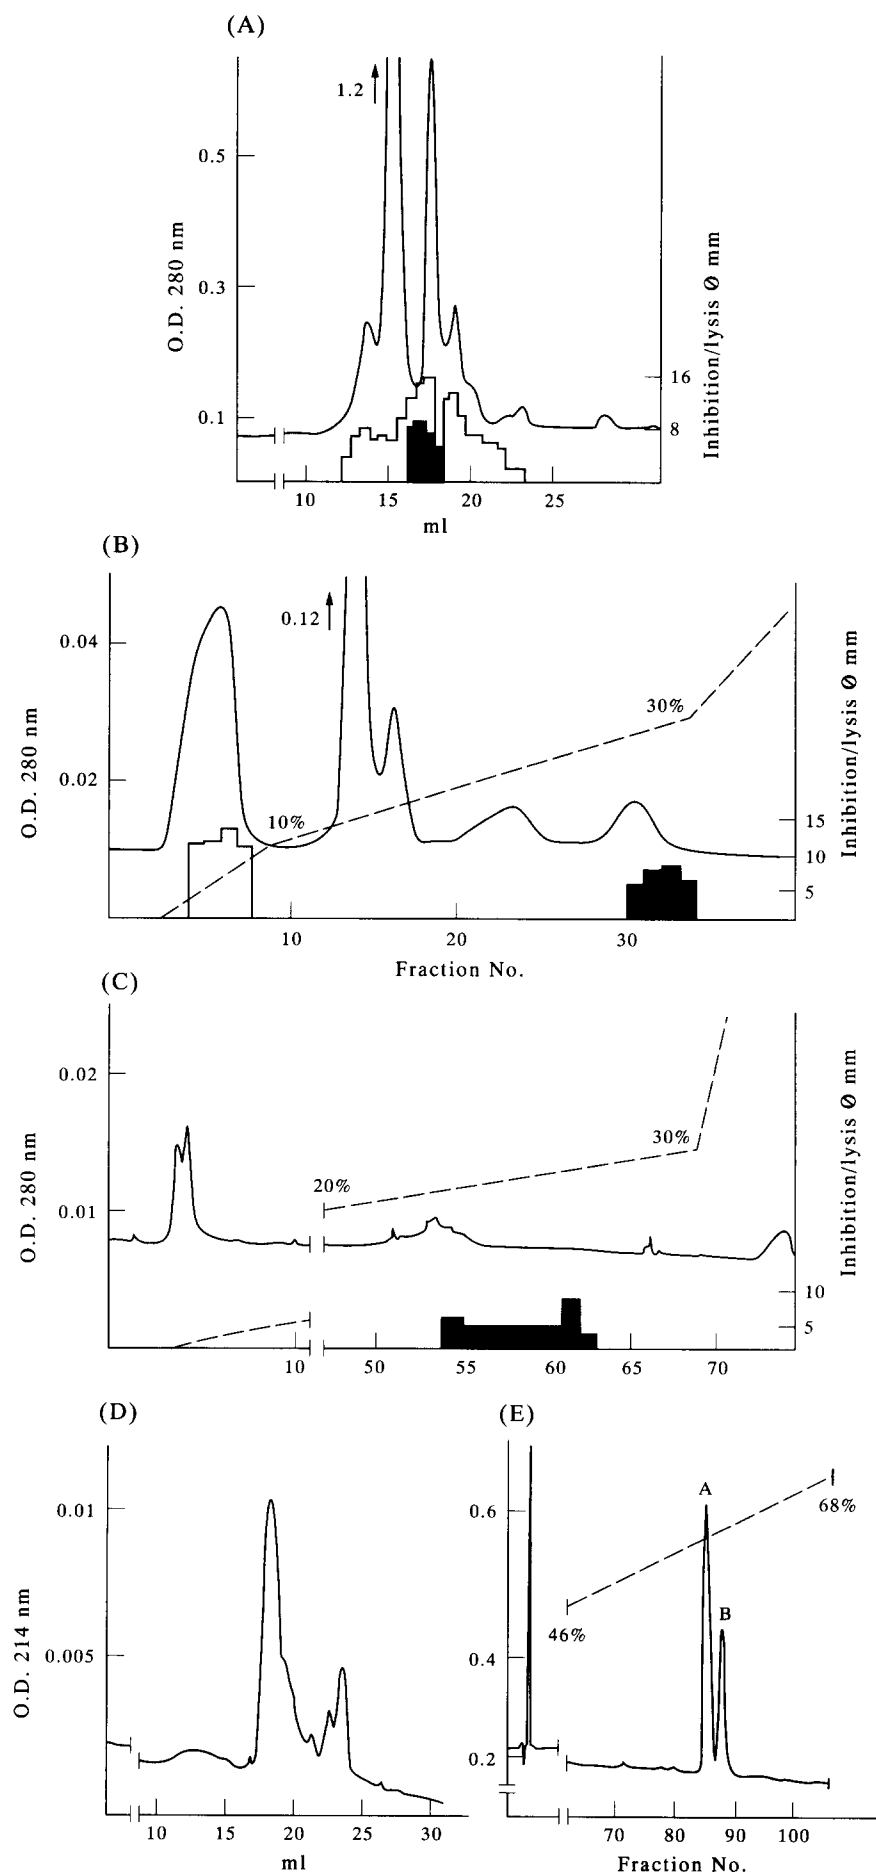 (A)
1.2
0.5
0.3
0.1
O.D. 280 nm
16
8
Inhibition/lysis Ø mm
10 15 20 25
ml
(B)
0.12
0.04
0.02
O.D. 280 nm
10%
30%
15
10
5
Inhibition/lysis Ø mm
10 20 30
Fraction No.
(C)
0.02
0.01
O.D. 280 nm
20%
30%
10
5
Inhibition/lysis Ø mm
10 50 55 60 65 70
(D)
0.01
0.005
O.D. 214 nm
10 20 30
ml
(E)
A
B
0.6
0.4
0.2
46%
68%
70 80 90 100
Fraction No.